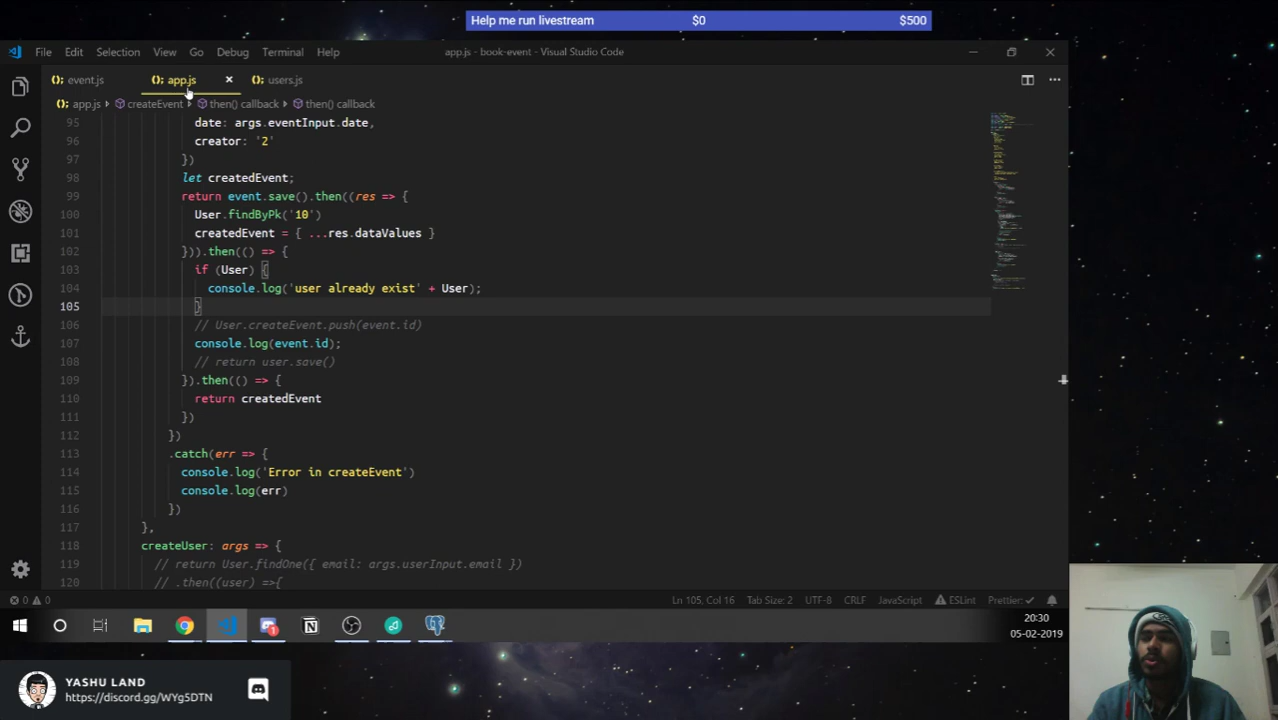 Help me run livestream $0 $500
File Edit Selection View Go Debug Terminal Help app.js - book-event - Visual Studio Code
event.js app.js users.js
app.js createEvent then() callback then() callback
95 date: args.eventInput.date,
96 creator: '2'
97 })
98 let createdEvent;
99 return event.save().then((res => {
100 User.findByPk('10')
101 createdEvent = { ...res.dataValues }
102 })).then(() => {
103 if (User) {
104 console.log('user already exist' + User);
105 }
106 // User.createEvent.push(event.id)
107 console.log(event.id);
108 // return user.save()
109 }).then(() => {
110 return createdEvent
111 })
112 })
113 .catch(err => {
114 console.log('Error in createEvent')
115 console.log(err)
116 })
117 },
118 createUser: args => {
119 // return User.findOne({ email: args.userInput.email })
120 // .then((user) =>{
0 0 Ln 105, Col 16 Tab Size: 2 UTF-8 CRLF JavaScript ESLint Prettier: ✓
1
20:30
05-02-2019
YASHU LAND
https://discord.gg/WYg5DTN